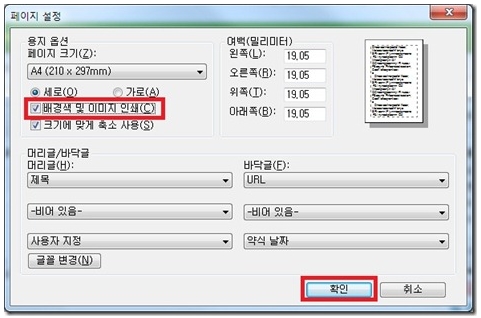 페이지 설정
용지 옵션
페이지 크기(Z):
A4 (210 x 297mm)
세로(O) 가로(A)
배경색 및 이미지 인쇄(C)
크기에 맞게 축소 사용(S)
여백(밀리미터)
왼쪽(L): 19,05
오른쪽(R): 19,05
위쪽(T): 19,05
아래쪽(B): 19,05
머리글/바닥글
머리글(H): 바닥글(F):
제목 URL
-비어 있음- -비어 있음-
사용자 지정 약식 날짜
글꼴 변경(N)
확인 취소